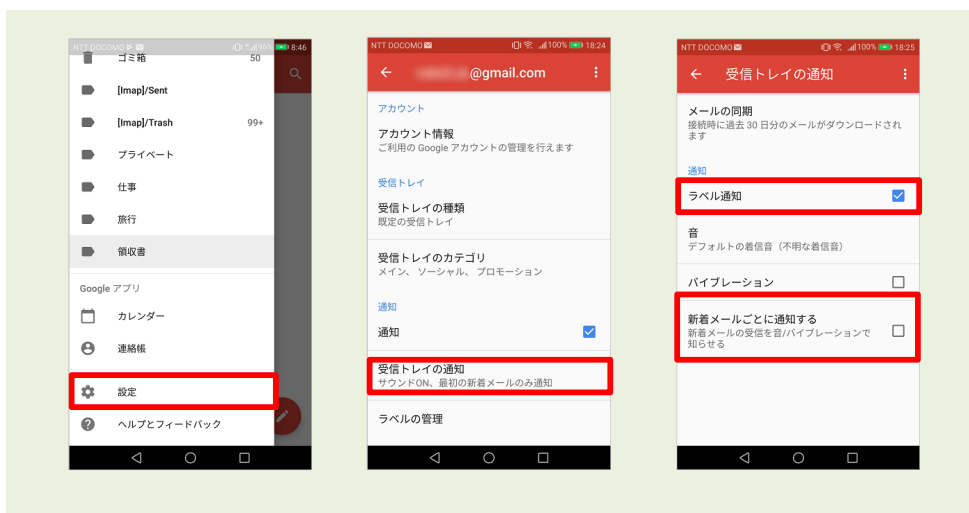 NTT DOCOMO
8:46
ゴミ箱 50
[Imap]/Sent
[Imap]/Trash 99+
プライベート
仕事
旅行
領収書
Google アプリ
カレンダー
連絡帳
設定
ヘルプとフィードバック
NTT DOCOMO 100% 18:24
@gmail.com
アカウント
アカウント情報
ご利用の Google アカウントの管理を行えます
受信トレイ
受信トレイの種類
既定の受信トレイ
受信トレイのカテゴリ
メイン、 ソーシャル、 プロモーション
通知
通知
受信トレイの通知
サウンドON、最初の新着メールのみ通知
ラベルの管理
NTT DOCOMO 100% 18:25
受信トレイの通知
メールの同期
接続時に過去 30 日分のメールがダウンロードされ
ます
通知
ラベル通知
音
デフォルトの着信音（不明な着信音）
バイブレーション
新着メールごとに通知する
新着メールの受信を音/バイブレーションで
知らせる